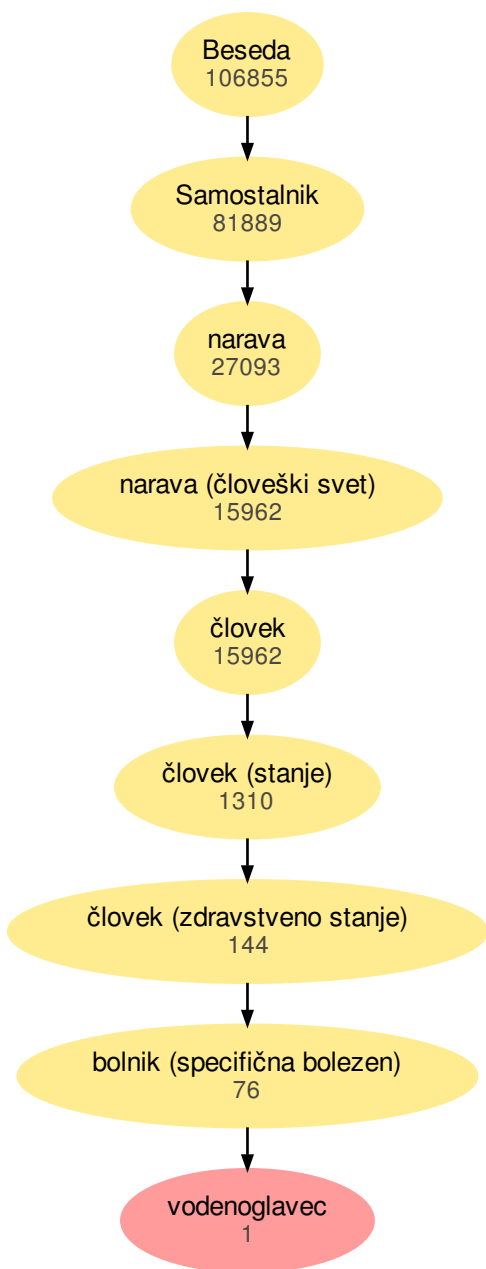 Beseda
106855
Samostalnik
81889
narava
27093
narava (človeški svet)
15962
človek
15962
človek (stanje)
1310
človek (zdravstveno stanje)
144
bolnik (specifična bolezen)
76
vodenoglavec
1